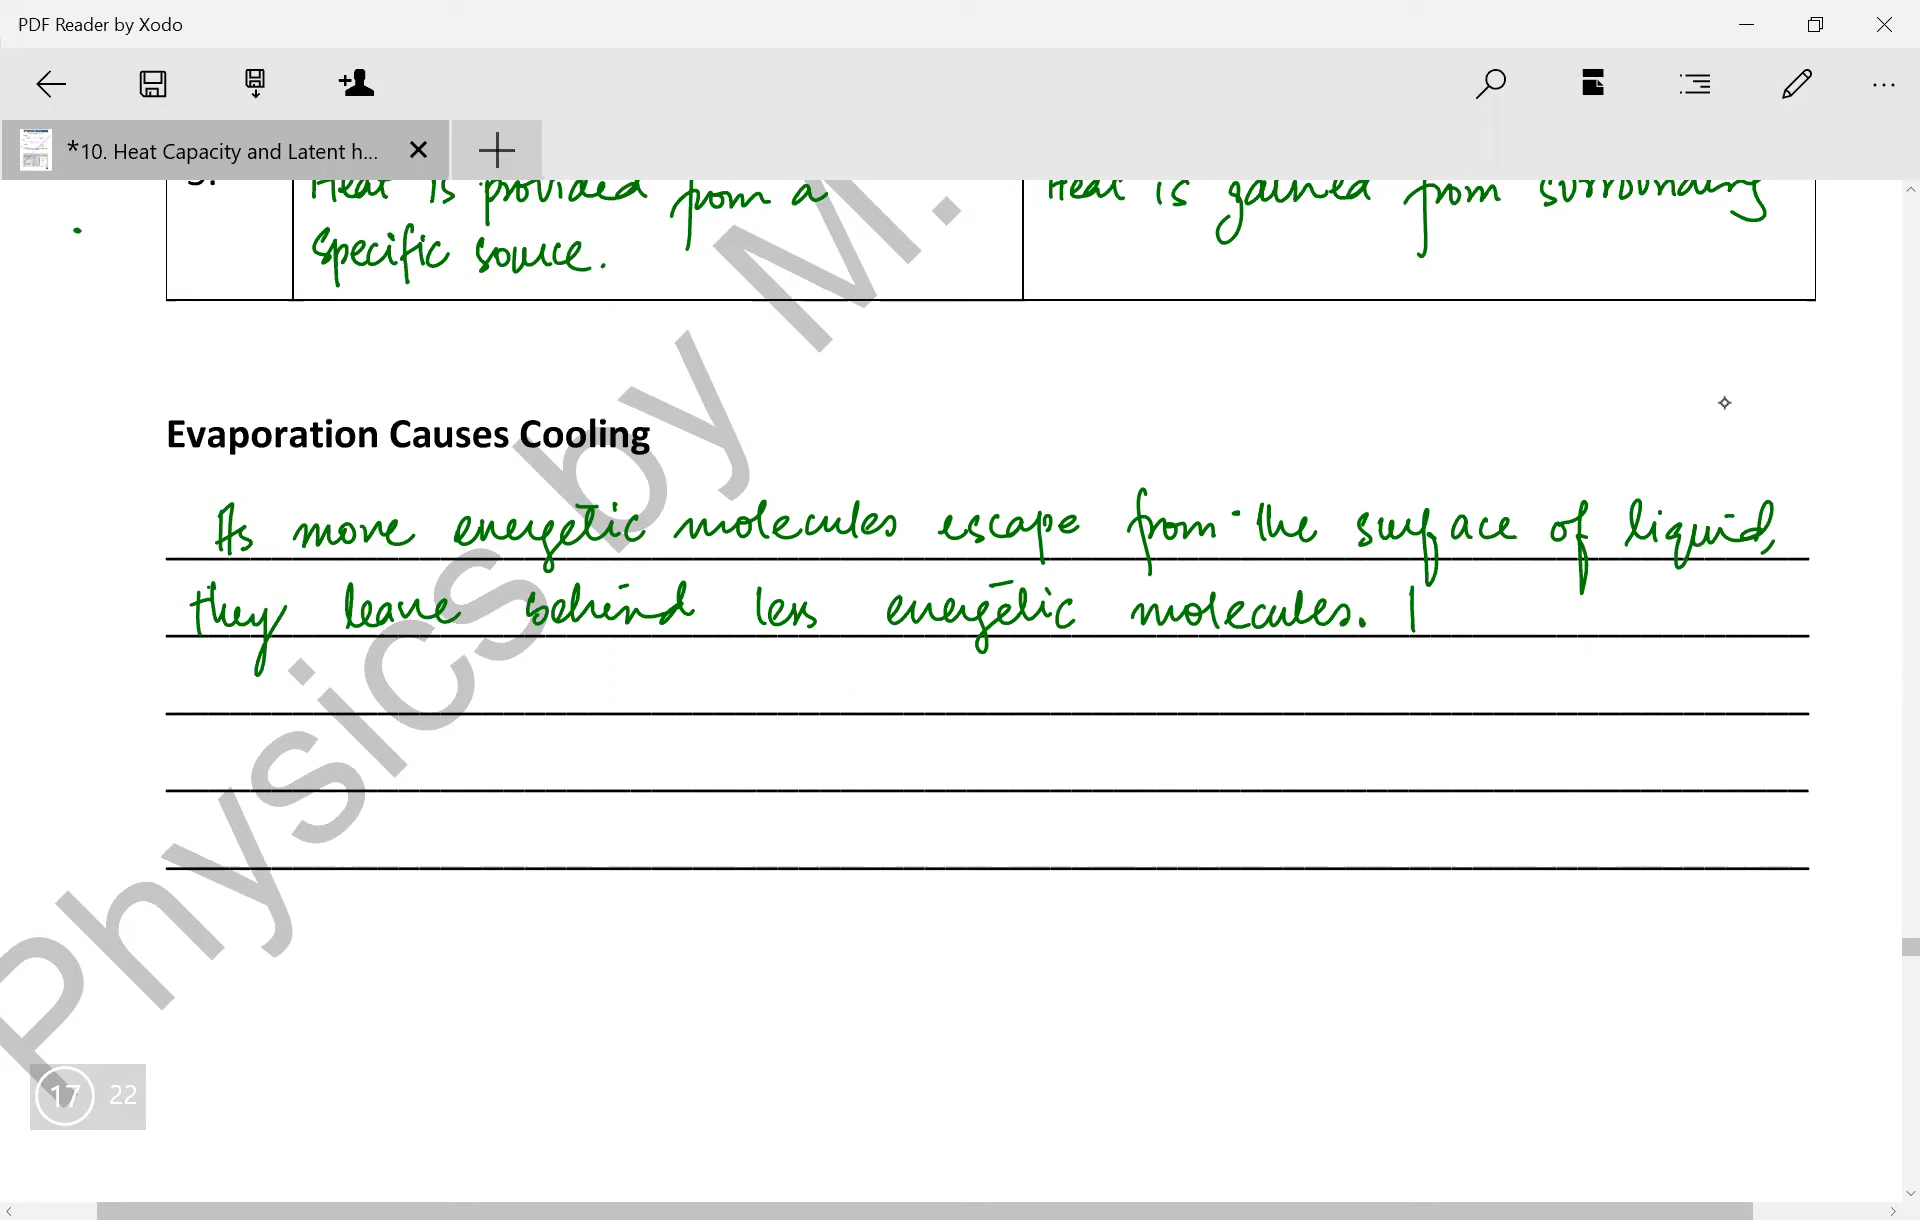 PDF Reader by Xodo
*10. Heat Capacity and Latent h...
5.
Heat is provided from a
specific source.
Heat is gained from surrounding
Evaporation Causes Cooling
As more energetic molecules escape from the surface of liquid,
they leave behind less energetic molecules.
Physics by M.
17 22